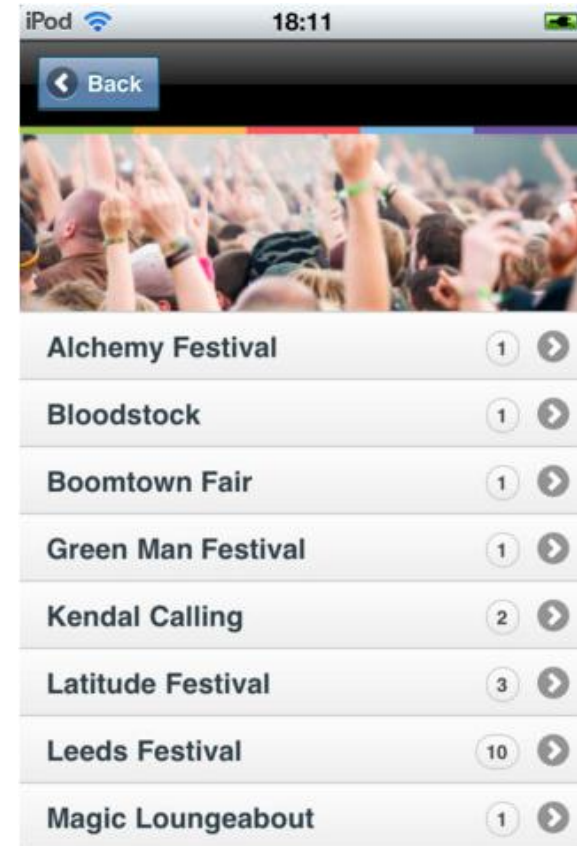 iPod 18:11
Back
Alchemy Festival 1
Bloodstock 1
Boomtown Fair 1
Green Man Festival 1
Kendal Calling 2
Latitude Festival 3
Leeds Festival 10
Magic Loungeabout 1